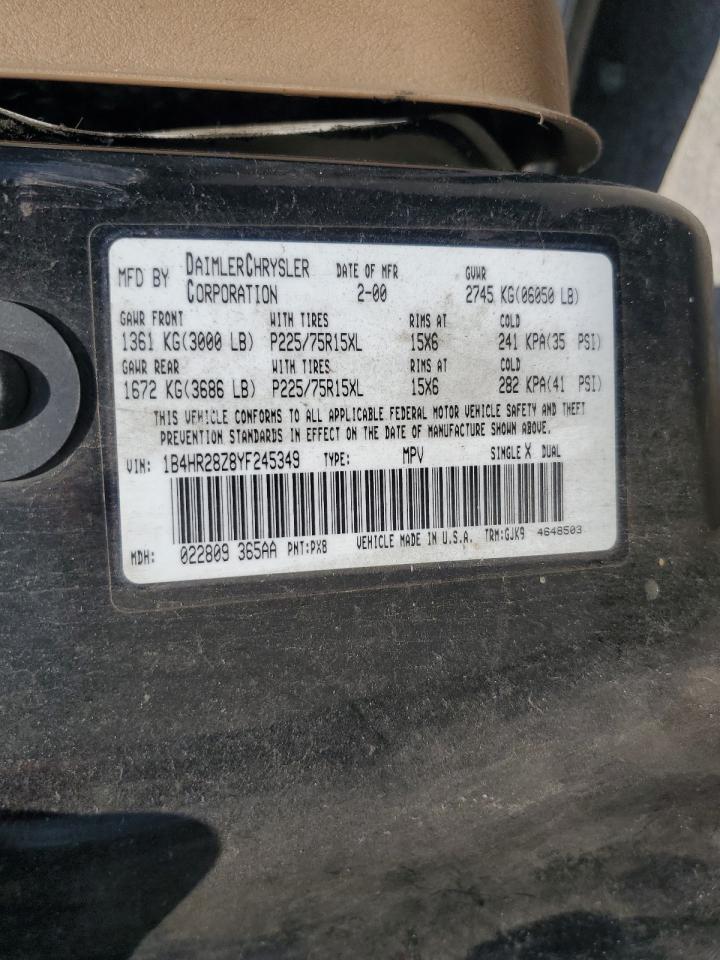 MFD BY DAIMLERCHRYSLER CORPORATION DATE OF MFR 2-00 GVWR 2745 KG(06050 LB)
GAWR FRONT WITH TIRES RIMS AT COLD
1361 KG(3000 LB) P225/75R15XL 15X6 241 KPA(35 PSI)
GAWR REAR WITH TIRES RIMS AT COLD
1672 KG(3686 LB) P225/75R15XL 15X6 282 KPA(41 PSI)
THIS VEHICLE CONFORMS TO ALL APPLICABLE FEDERAL MOTOR VEHICLE SAFETY AND THEFT
PREVENTION STANDARDS IN EFFECT ON THE DATE OF MANUFACTURE SHOWN ABOVE.
VIN: 1B4HR28Z8YF245349 TYPE: MPV SINGLE X DUAL
MDH: 022809 365AA PNT:PX8 VEHICLE MADE IN U.S.A. TRM:GJK9 4648503